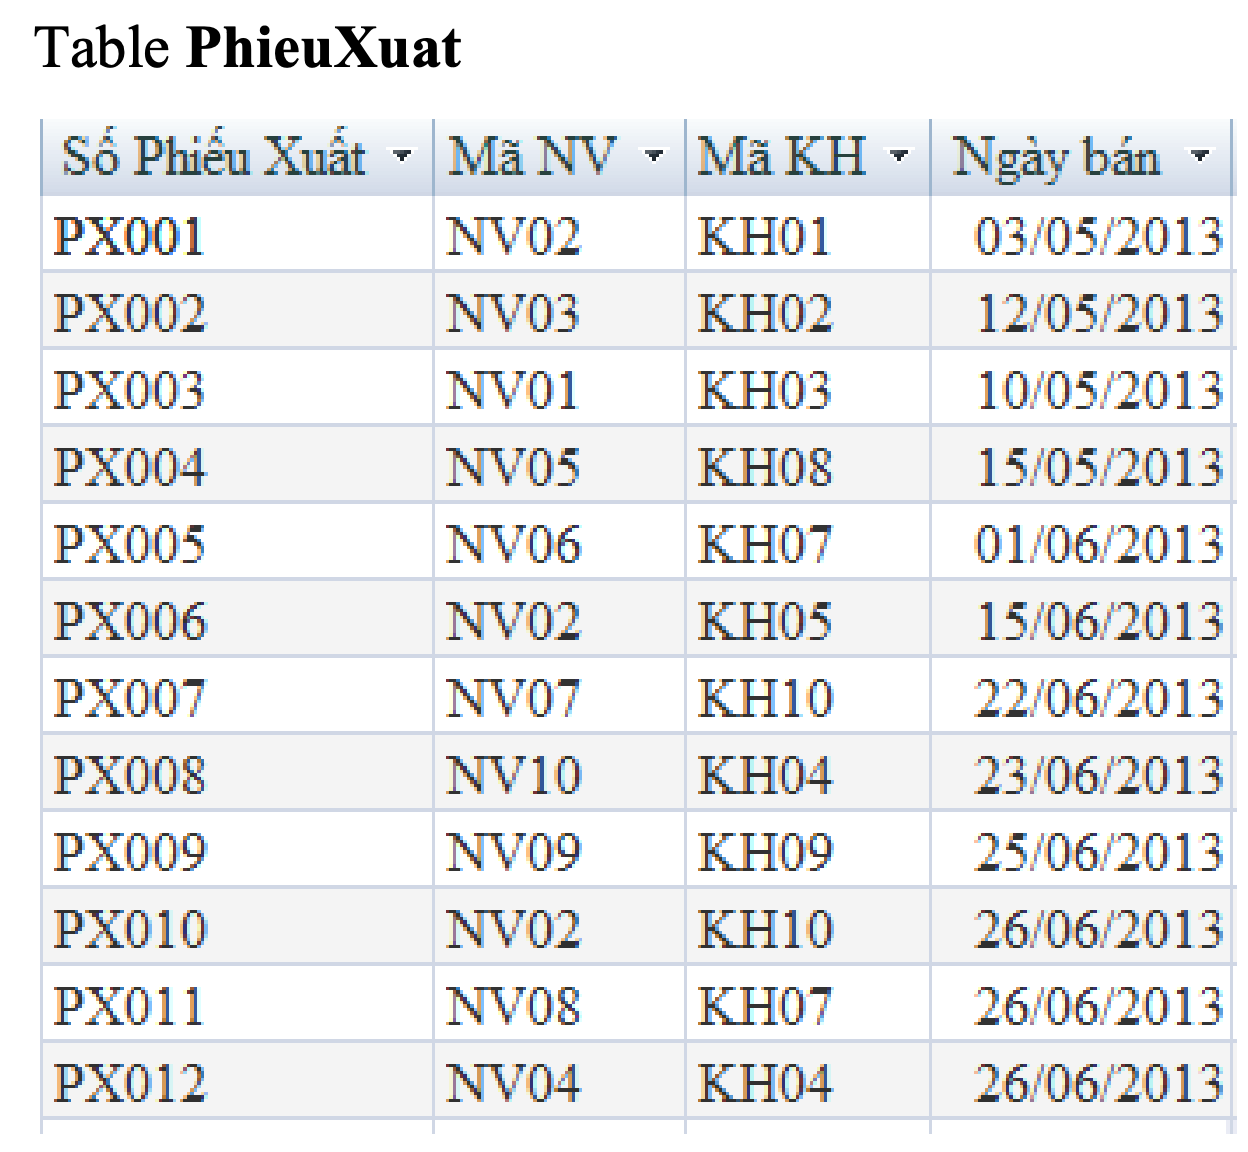 Table PhieuXuat
Số Phiếu Xuất Mã NV Mã KH Ngày bán
PX001 NV02 KH01 03/05/2013
PX002 NV03 KH02 12/05/2013
PX003 NV01 KH03 10/05/2013
PX004 NV05 KH08 15/05/2013
PX005 NV06 KH07 01/06/2013
PX006 NV02 KH05 15/06/2013
PX007 NV07 KH10 22/06/2013
PX008 NV10 KH04 23/06/2013
PX009 NV09 KH09 25/06/2013
PX010 NV02 KH10 26/06/2013
PX011 NV08 KH07 26/06/2013
PX012 NV04 KH04 26/06/2013